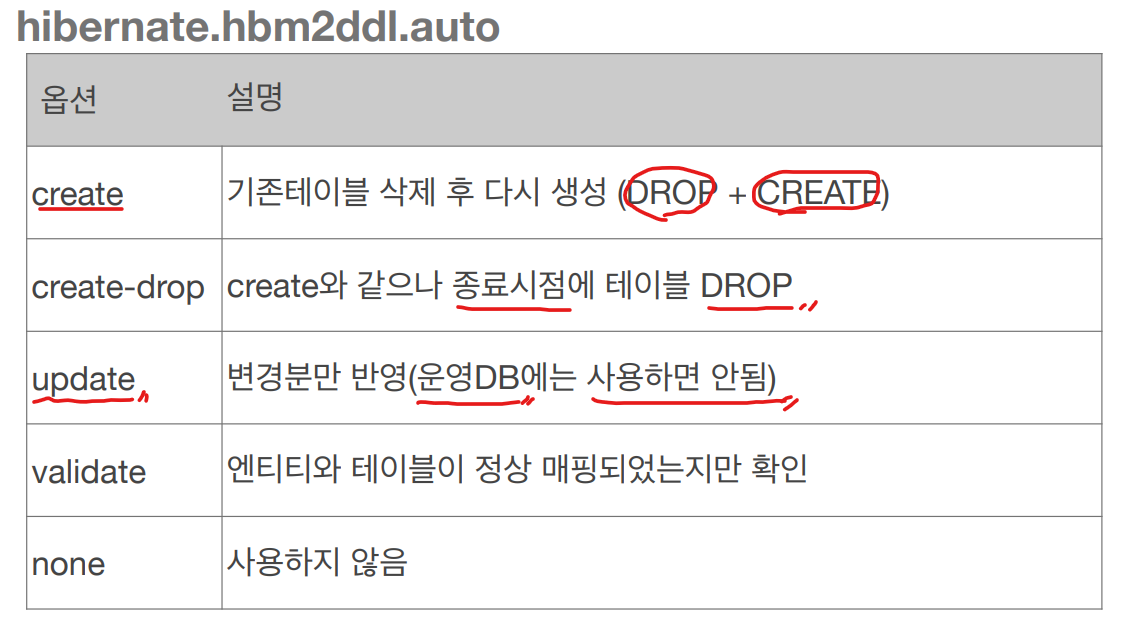 hibernate.hbm2ddl.auto
옵션 설명
create 기존테이블 삭제 후 다시 생성 (DROP + CREATE)
create-drop create와 같으나 종료시점에 테이블 DROP
update 변경분만 반영(운영DB에는 사용하면 안됨)
validate 엔티티와 테이블이 정상 매핑되었는지만 확인
none 사용하지 않음